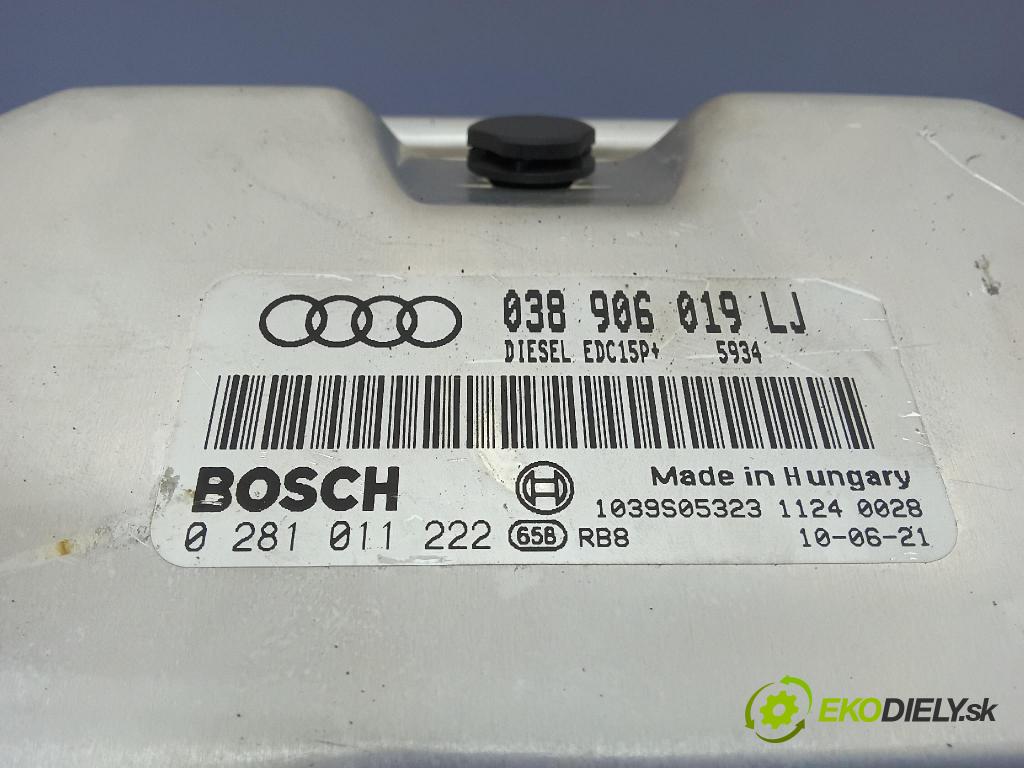 038 906 019 LJ
DIESEL EDC15P+ 5934
BOSCH
Made in Hungary
1039S05323 1124 0028
0 281 011 222 65B RB8 10-06-21
EKODIELY.sk